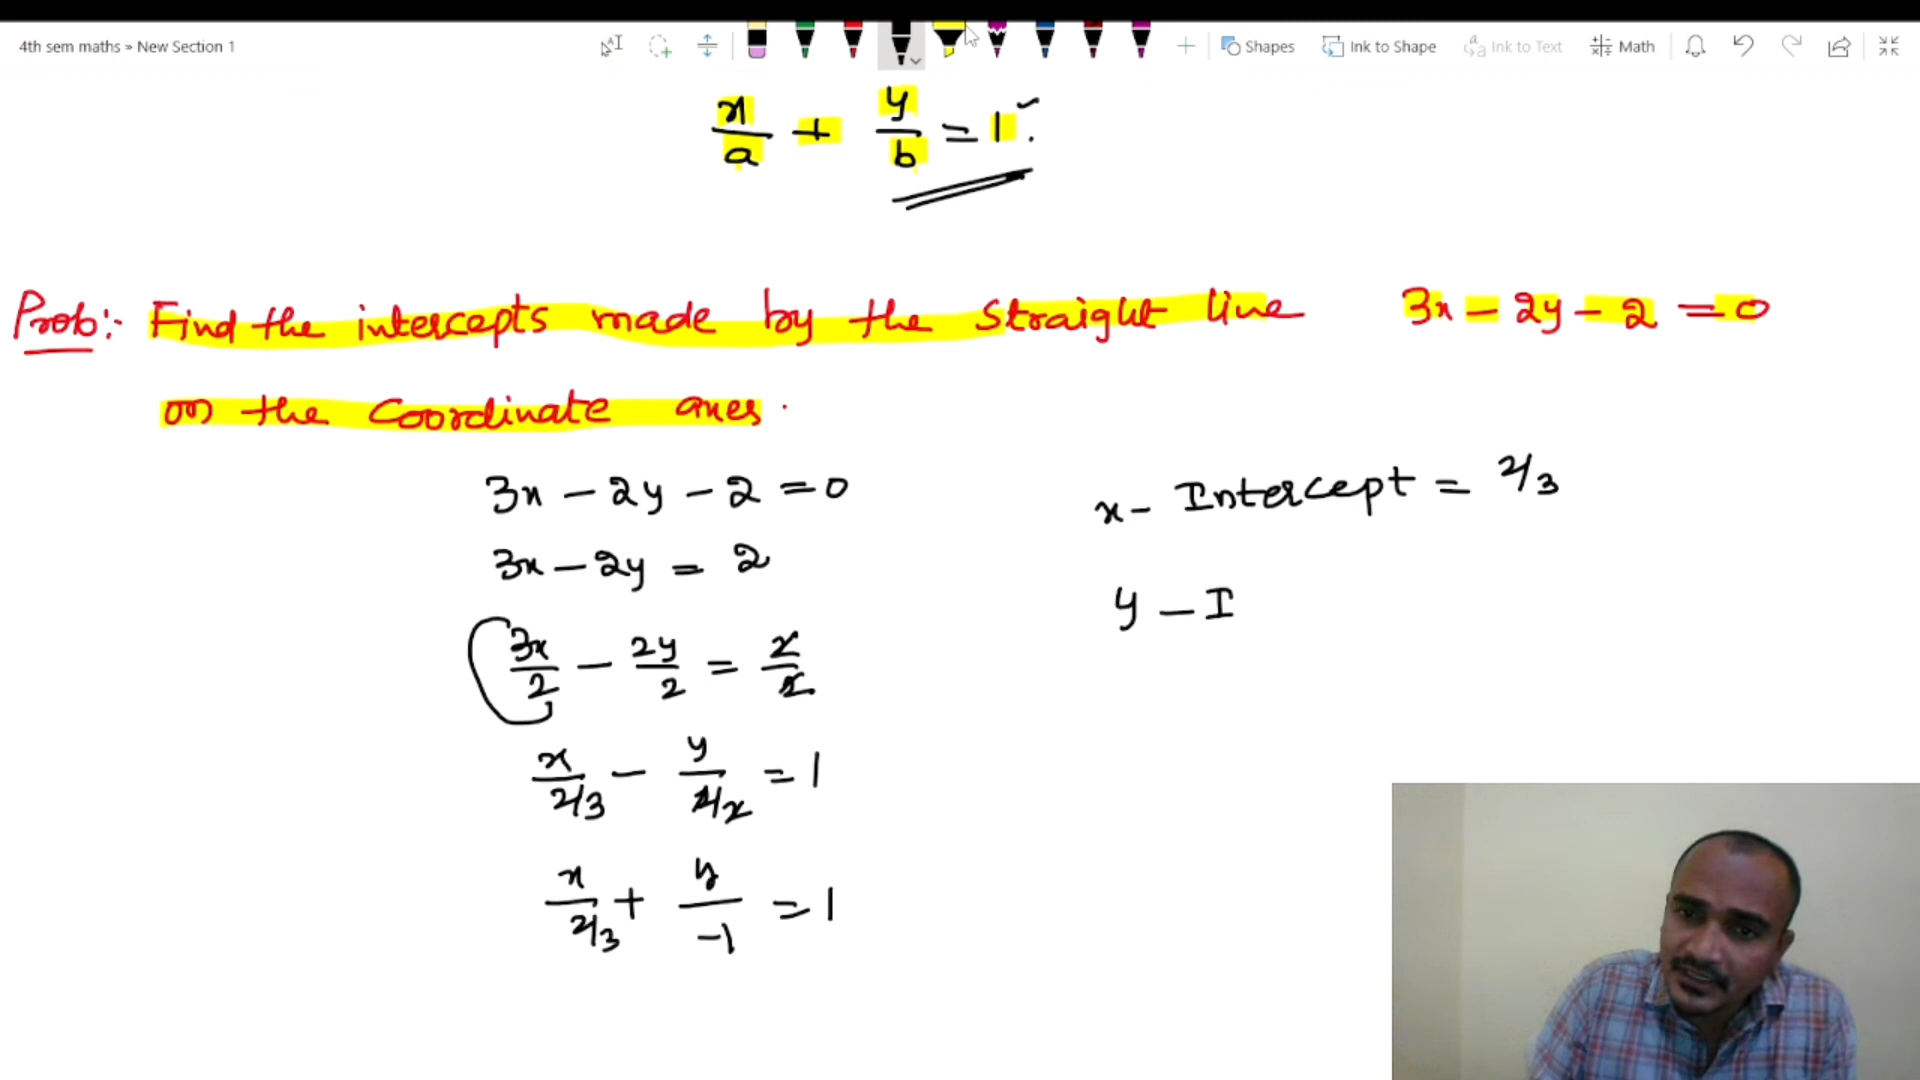 4th sem maths » New Section 1
Shapes Ink to Shape Ink to Text Math
x/a + y/b = 1.
Prob:- Find the intercepts made by the straight line 3x - 2y - 2 = 0
on the coordinate axes.
3x - 2y - 2 = 0
3x - 2y = 2
3x/2 - 2y/2 = 2/2
x/2/3 - y/2/2 = 1
x/2/3 + y/-1 = 1
x - Intercept = 2/3
y - I